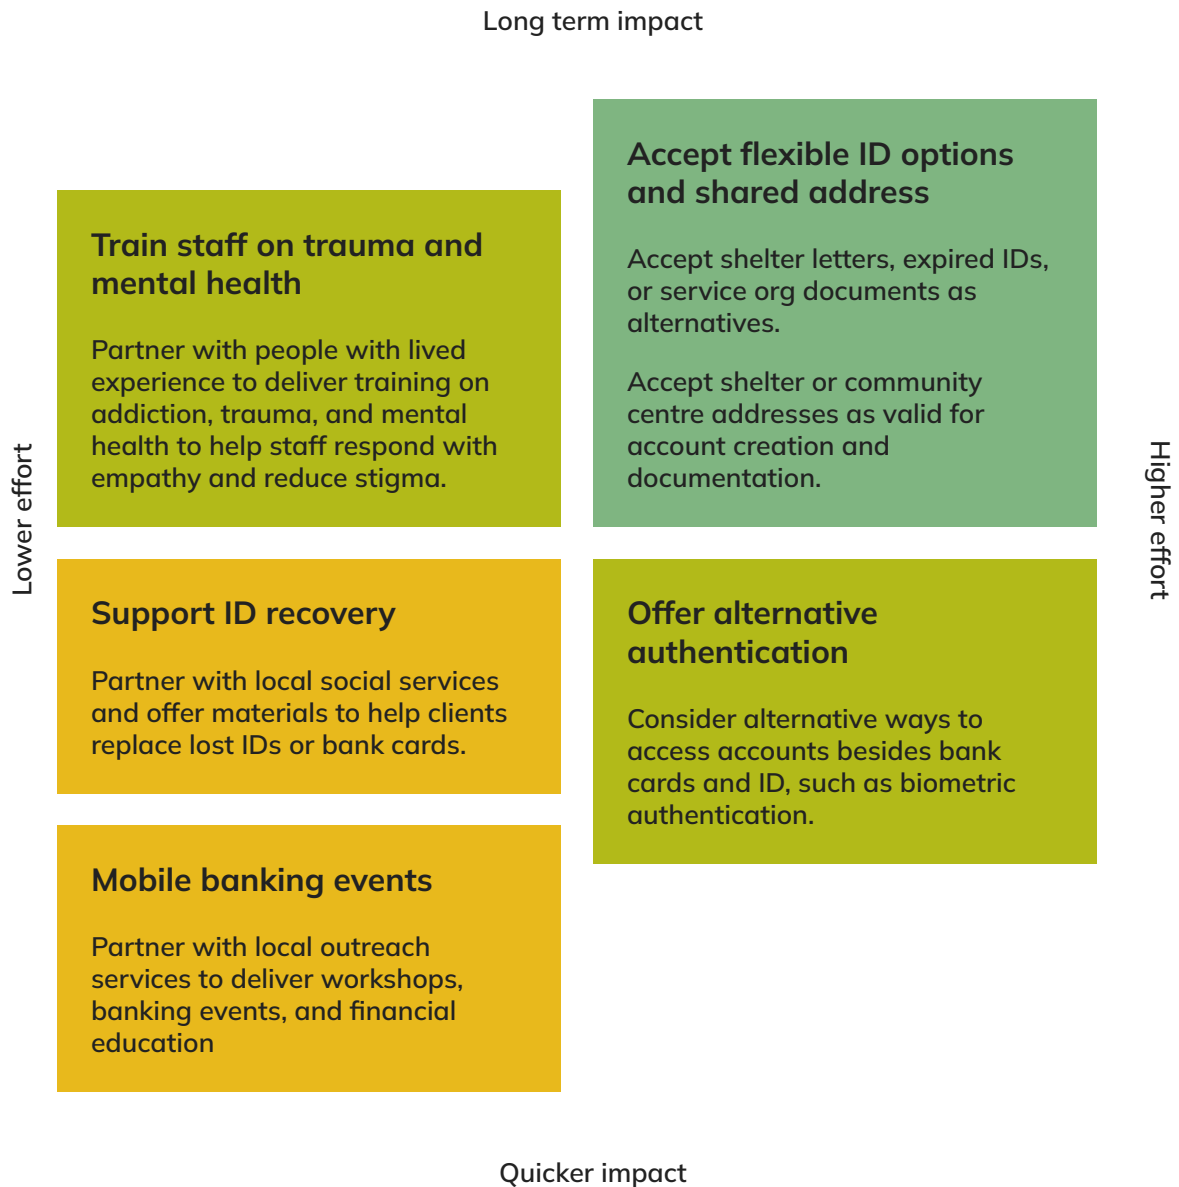 Long term impact
Accept flexible ID options
and shared address
Accept shelter letters, expired IDs,
or service org documents as
alternatives.
Accept shelter or community
centre addresses as valid for
account creation and
documentation.
Train staff on trauma and
mental health
Partner with people with lived
experience to deliver training on
addiction, trauma, and mental
health to help staff respond with
empathy and reduce stigma.
Lower effort
Higher effort
Support ID recovery
Partner with local social services
and offer materials to help clients
replace lost IDs or bank cards.
Offer alternative
authentication
Consider alternative ways to
access accounts besides bank
cards and ID, such as biometric
authentication.
Mobile banking events
Partner with local outreach
services to deliver workshops,
banking events, and financial
education
Quicker impact